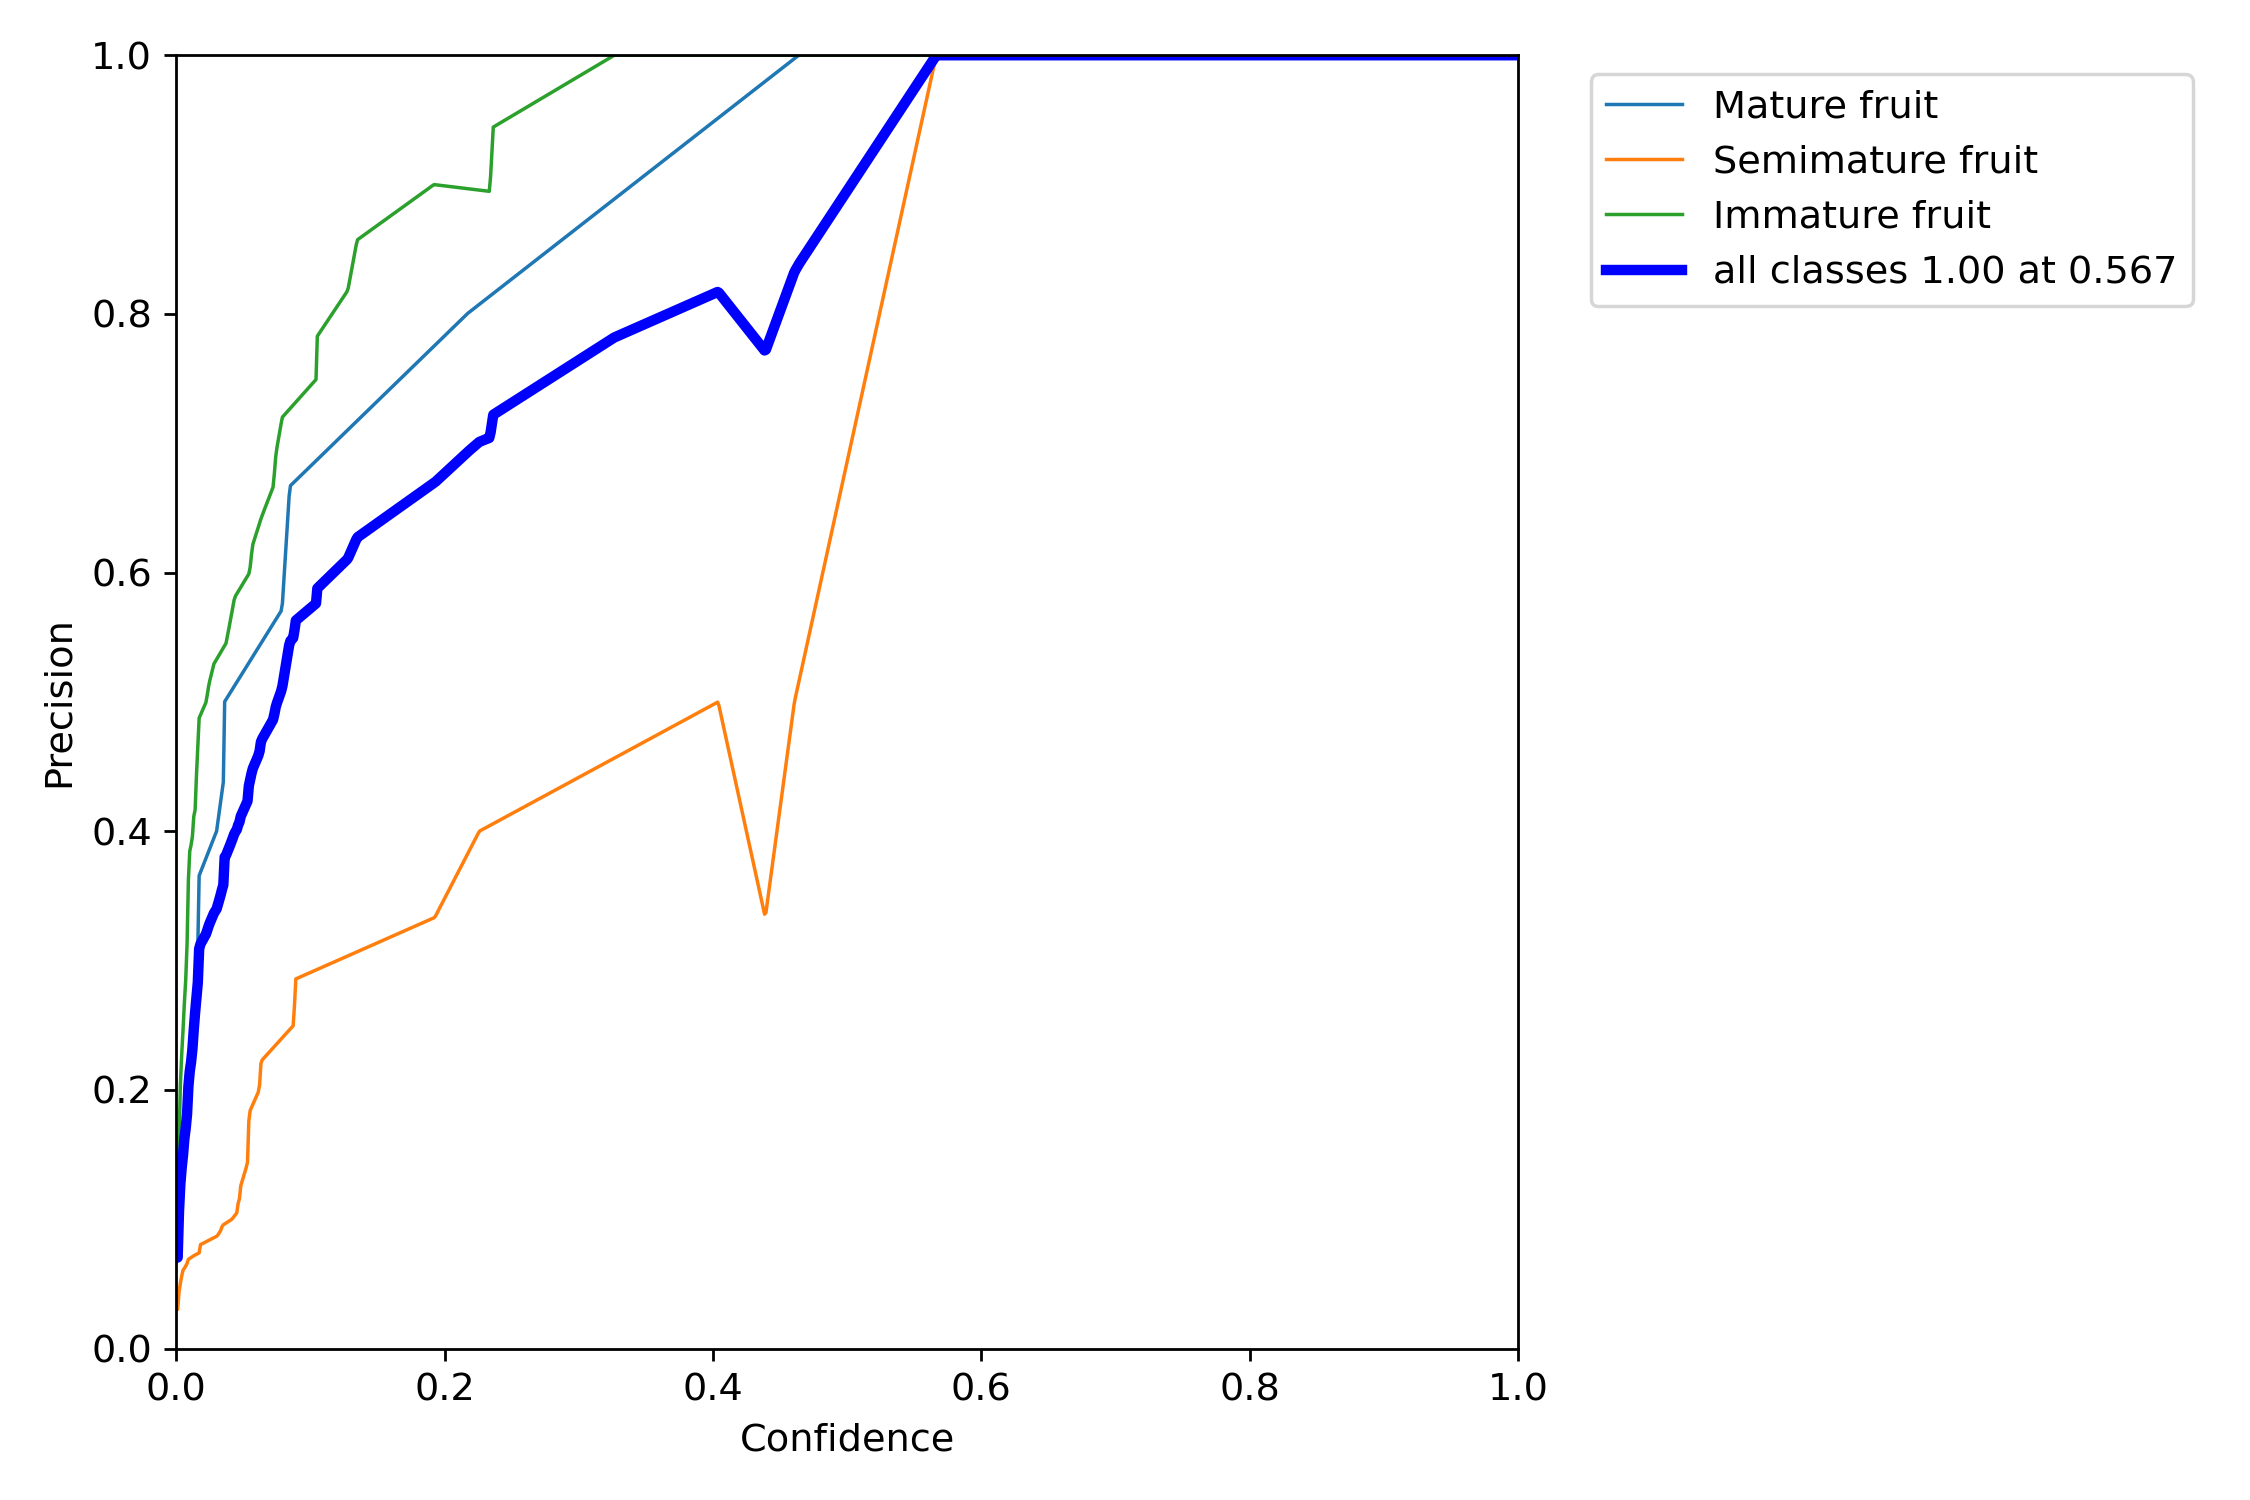 1.0
0.8
0.6
0.4
0.2
0.0
Precision
0.0 0.2 0.4 0.6 0.8 1.0
Confidence
Mature fruit
Semimature fruit
Immature fruit
all classes 1.00 at 0.567